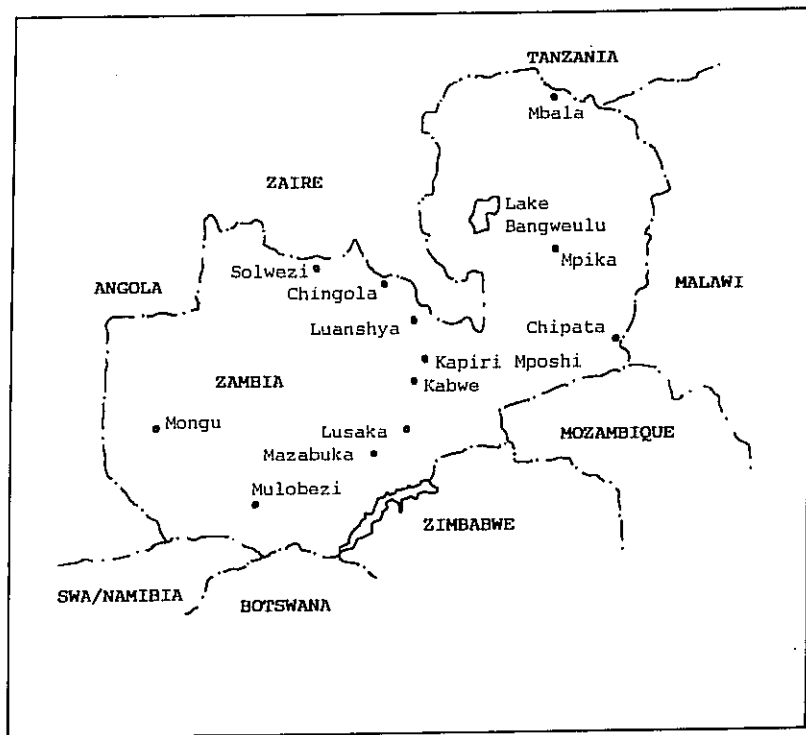 TANZANIA
Mbala
ZAIRE
Lake
Bangweulu
Solwezi
Mpika
Chingola
ANGOLA
MALAWI
Luanshya
Chipata
Kapiri Mposhi
ZAMBIA
Kabwe
Mongu
Lusaka
MOZAMBIQUE
Mazabuka
Mulobezi
ZIMBABWE
SWA/NAMIBIA
BOTSWANA